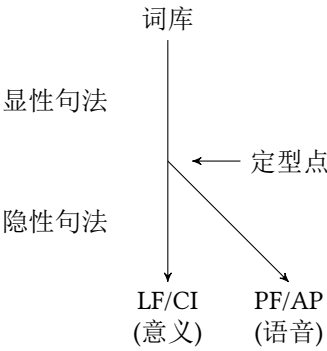 词库
显性句法
定型点
隐性句法
LF/CI
(意义)
PF/AP
(语音)